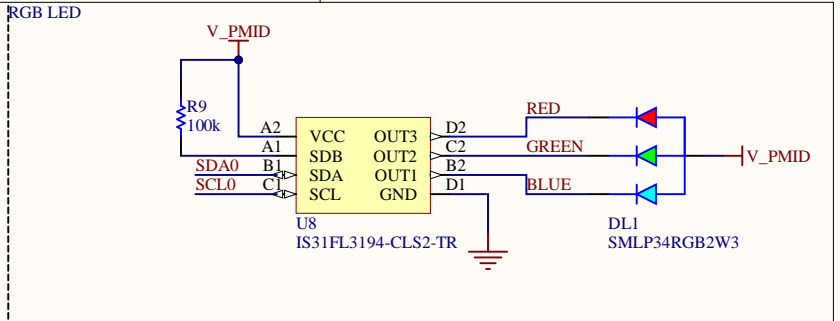 RGB LED
V_PMID
R9
100k
RED
A2 VCC OUT3 D2
A1 SDB OUT2 C2 GREEN
SDA0 B1 SDA OUT1 B2 V_PMID
SCL0 C1 SCL GND D1 BLUE
U8 DL1
IS31FL3194-CLS2-TR SMLP34RGB2W3